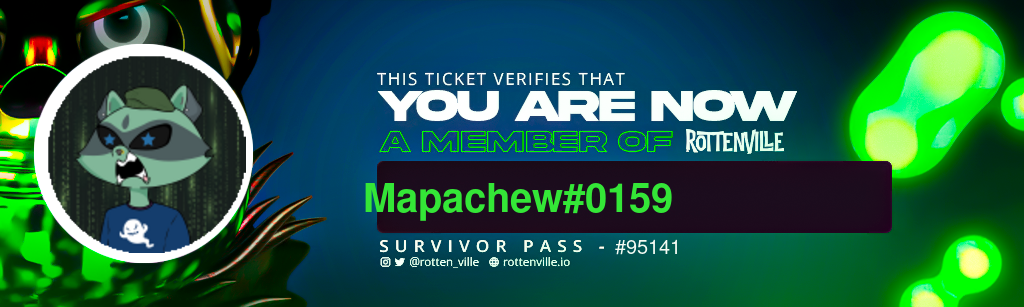 THIS TICKET VERIFIES THAT
YOU ARE NOW
A MEMBER OF ROTTENVILLE
Mapachew#0159
SURVIVOR PASS - #95141
@rotten_ville rottenville.io